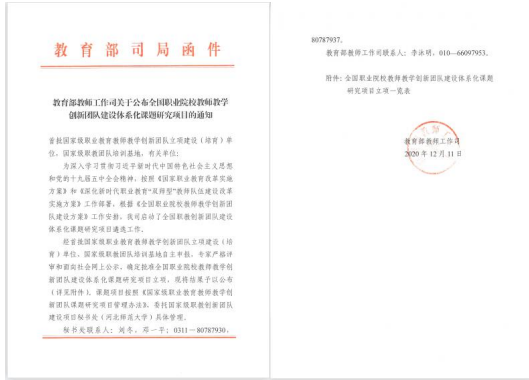 教育部司局函件
教育部教师工作司关于公布全国职业院校教师教学
创新团队建设体系化课题研究项目的通知
首批国家级职业教育教师教学创新团队立项建设（培育）单
位，国家级职教团队培训基地，有关单位：
为深入学习贯彻习近平新时代中国特色社会主义思想
和党的十九届五中全会精神，按照《国家职业教育改革实施
方案》和《深化新时代职业教育“双师型”教师队伍建设改革
实施方案》工作部署，根据《全国职业院校教师教学创新团
队建设方案》工作安排，我司启动了全国职教创新团队建设
体系化课题研究项目遴选工作。
经首批国家级职业教育教师教学创新团队立项建设（培
育）单位、国家级职教团队培训基地自主申报，专家严格评
审和面向社会网上公示，确定批准全国职业院校教师教学创
新团队建设体系化课题研究项目立项，现将结果予以公布
（详见附件）。课题项目按照《国家级职业教育教师教学创
新团队课题研究项目管理办法》，委托国家级职教创新团队
建设项目秘书处（河北师范大学）具体管理。
秘书处联系人：刘冬，邓一平；0311—80787930，
80787937。
教育部教师工作司联系人：李冰明，010—66097953。
附件：全国职业院校教师教学创新团队建设体系化课题
研究项目立项一览表
教育部教师工作司
2020 年 12 月 11 日